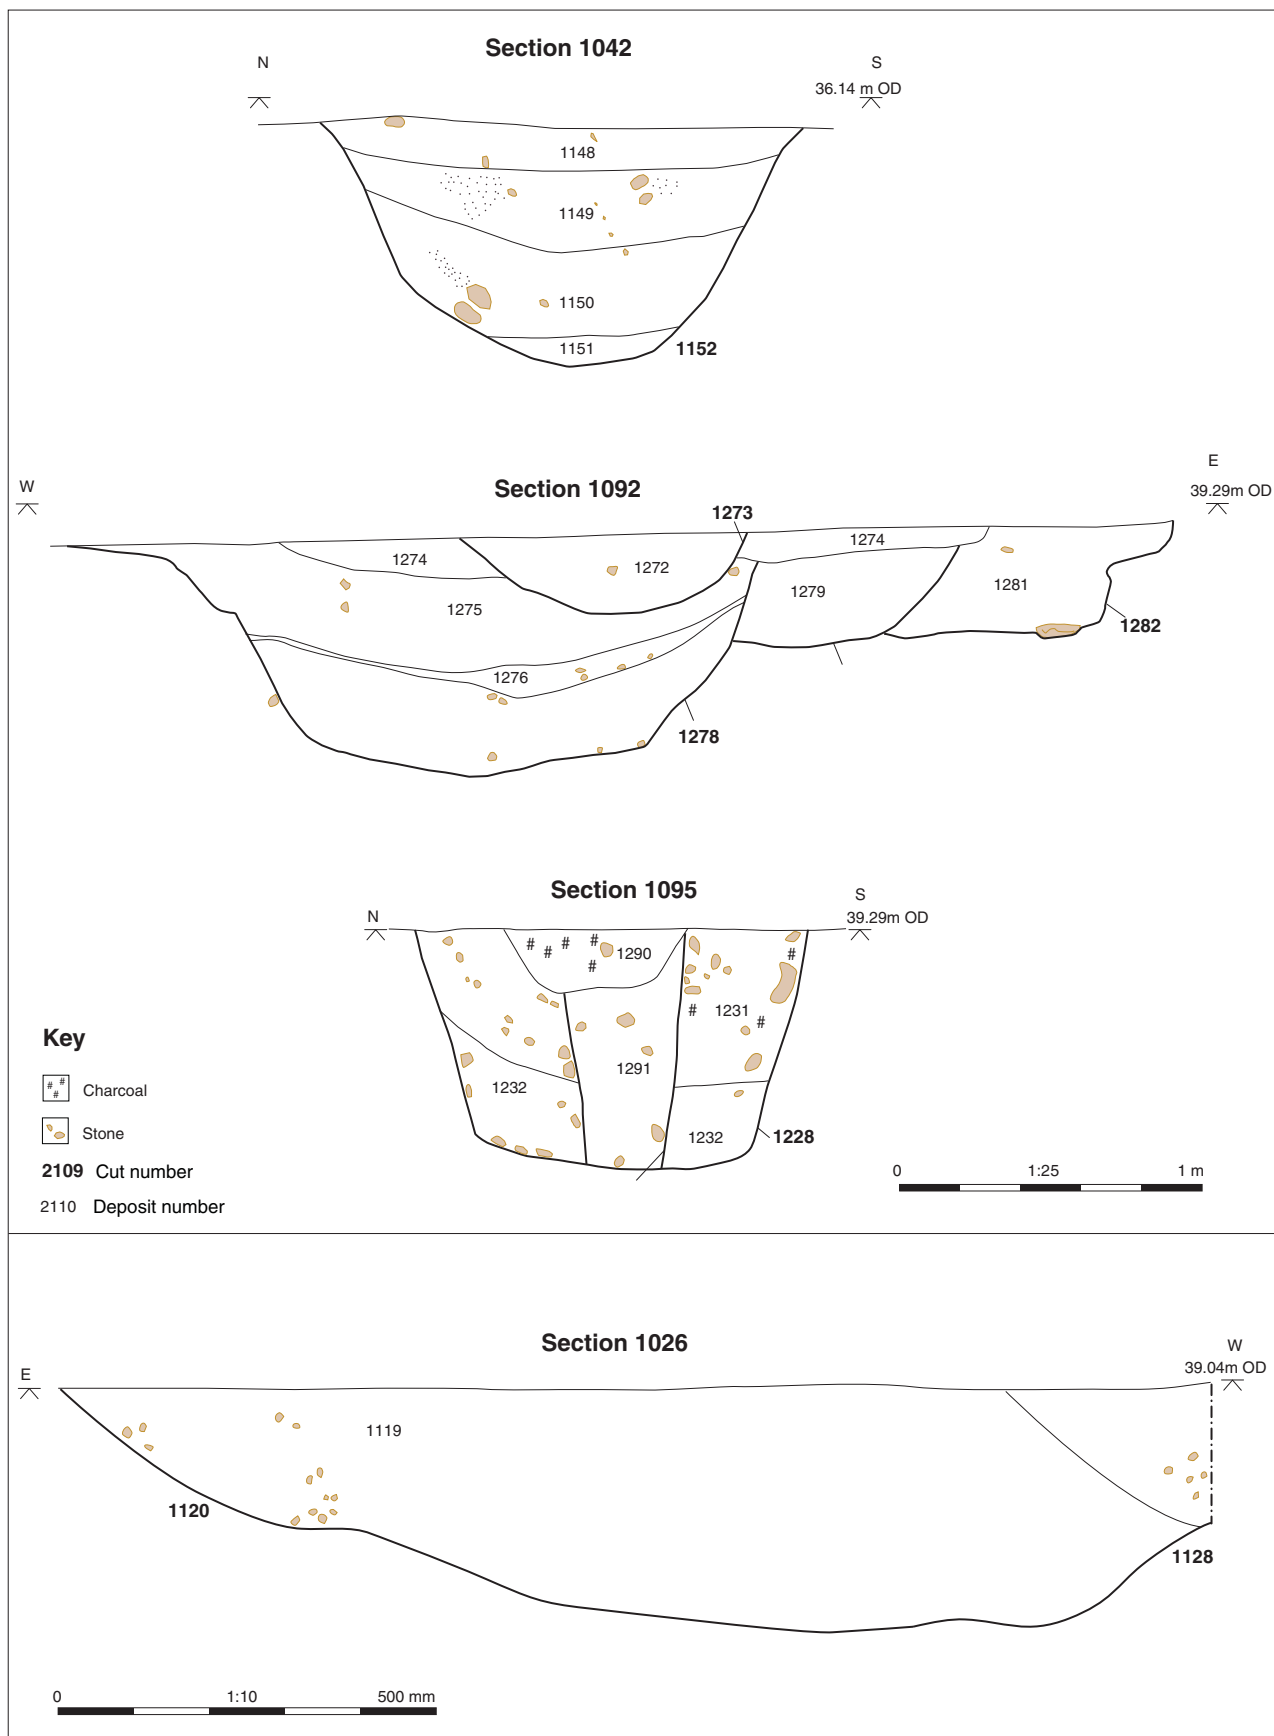 Section 1042
N
S
36.14 m OD
1148
1149
1150
1151
1152
Section 1092
W
E
39.29m OD
1273
1274
1272
1274
1275
1279
1281
1282
1276
1278
Section 1095
N
S
39.29m OD
# # # # #
1290
#
# 1231 #
1291
1232
1232
1228
Key
# # #
Charcoal
Stone
2109 Cut number
2110 Deposit number
0 1:25 1 m
Section 1026
E
W
39.04m OD
1119
1120
1128
0 1:10 500 mm